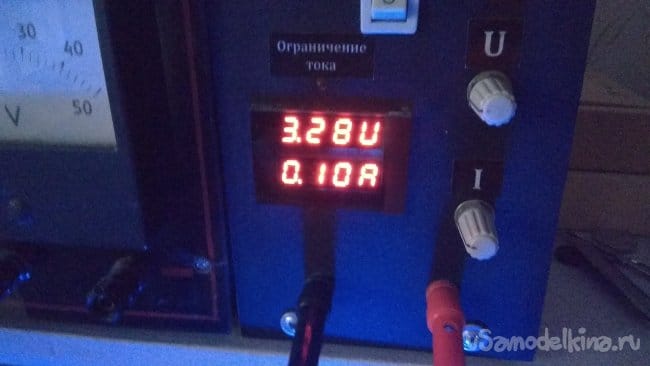 30
40
50
V
Ограничение
тока
U
3.28U
0.10A
I
Samodelkina.ru